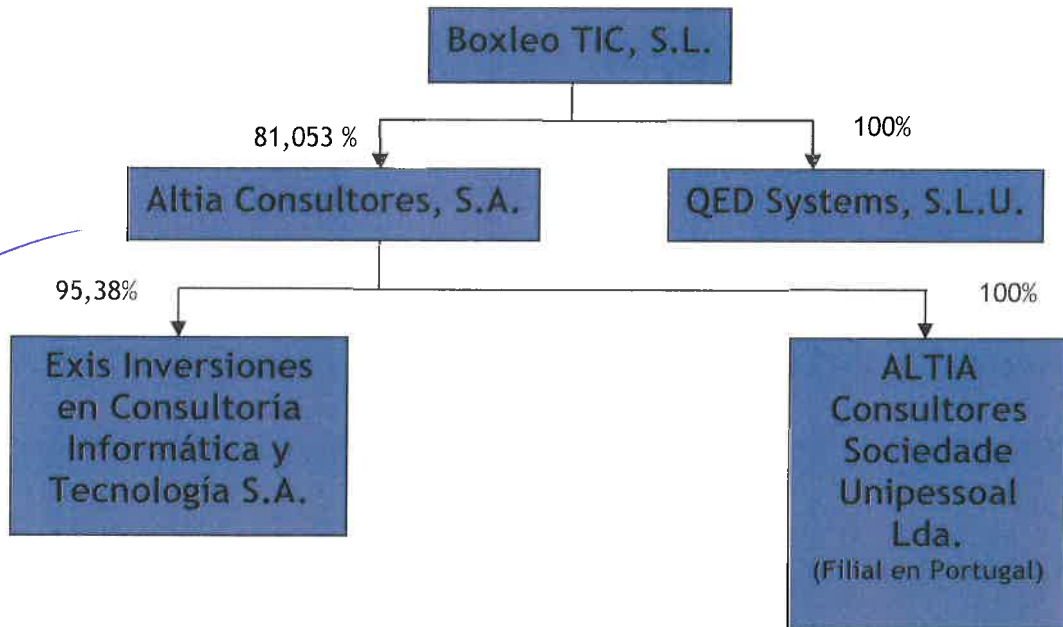 Boxleo TIC, S.L.
81,053 %
100%
Altia Consultores, S.A.
QED Systems, S.L.U.
95,38%
100%
Exis Inversiones
en Consultoría
Informática y
Tecnología S.A.
ALTIA
Consultores
Sociedade
Unipessoal
Lda.
(Filial en Portugal)